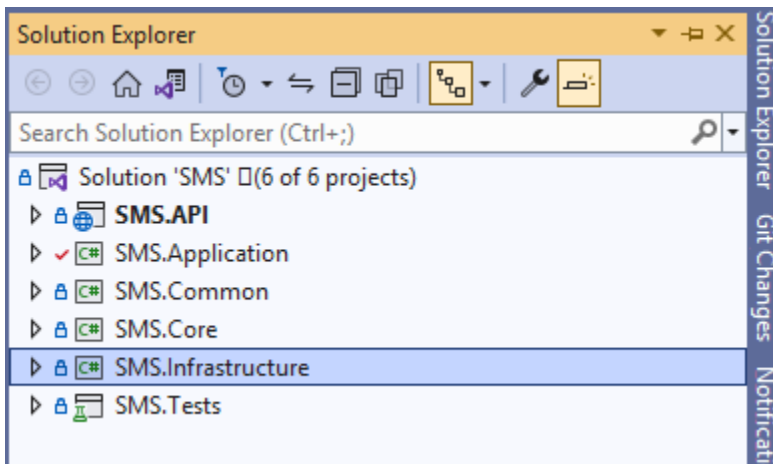 Solution Explorer
Search Solution Explorer (Ctrl+;)
Solution 'SMS' (6 of 6 projects)
SMS.API
C# SMS.Application
C# SMS.Common
C# SMS.Core
C# SMS.Infrastructure
SMS.Tests
Solution Explorer
Git Changes